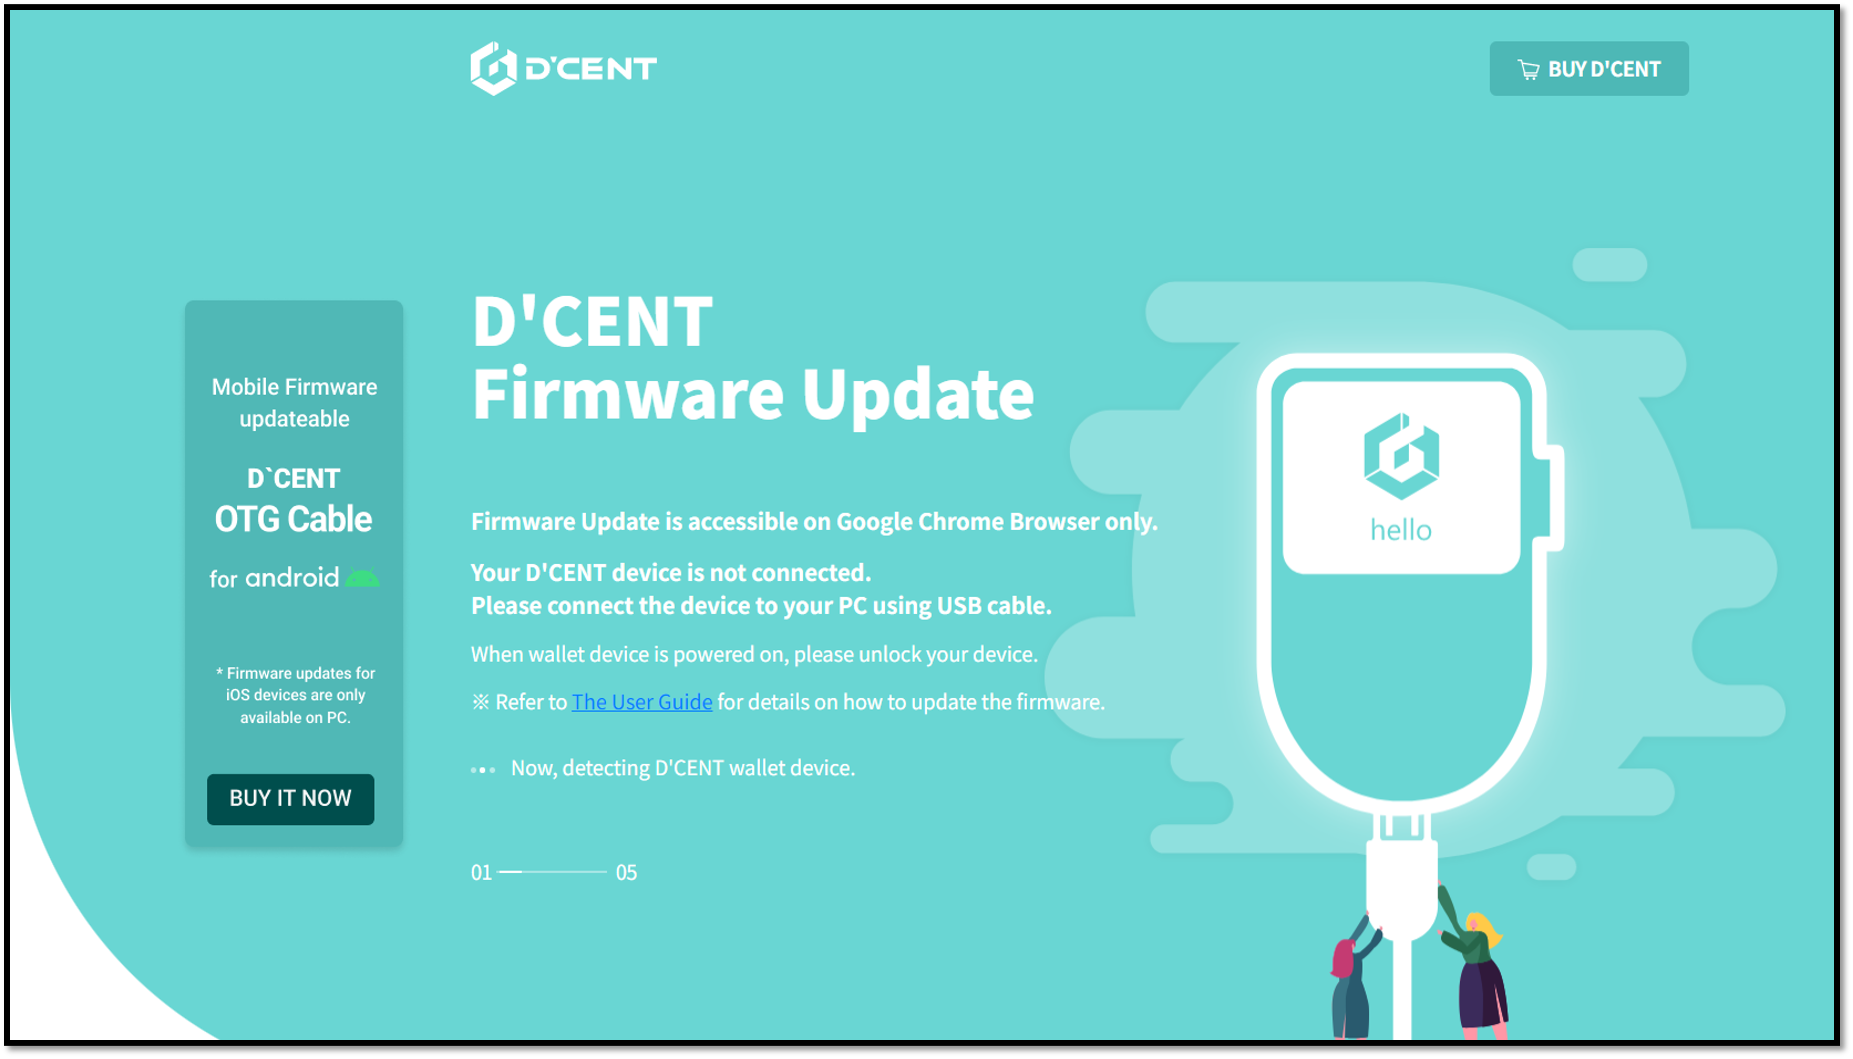 D'CENT
BUY D'CENT
Mobile Firmware
updateable
D`CENT
OTG Cable
for android
* Firmware updates for
iOS devices are only
available on PC.
BUY IT NOW
D'CENT
Firmware Update
Firmware Update is accessible on Google Chrome Browser only.
Your D'CENT device is not connected.
Please connect the device to your PC using USB cable.
When wallet device is powered on, please unlock your device.
※ Refer to The User Guide for details on how to update the firmware.
Now, detecting D'CENT wallet device.
01 05
hello